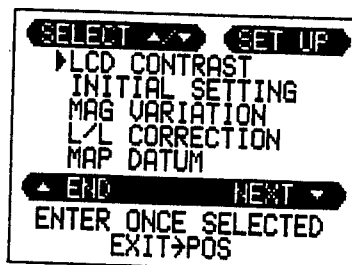 SELECT ▲/▼ SET UP
▶LCD CONTRAST
INITIAL SETTING
MAG VARIATION
L/L CORRECTION
MAP DATUM
▲ END NEXT ▼
ENTER ONCE SELECTED
EXIT→POS